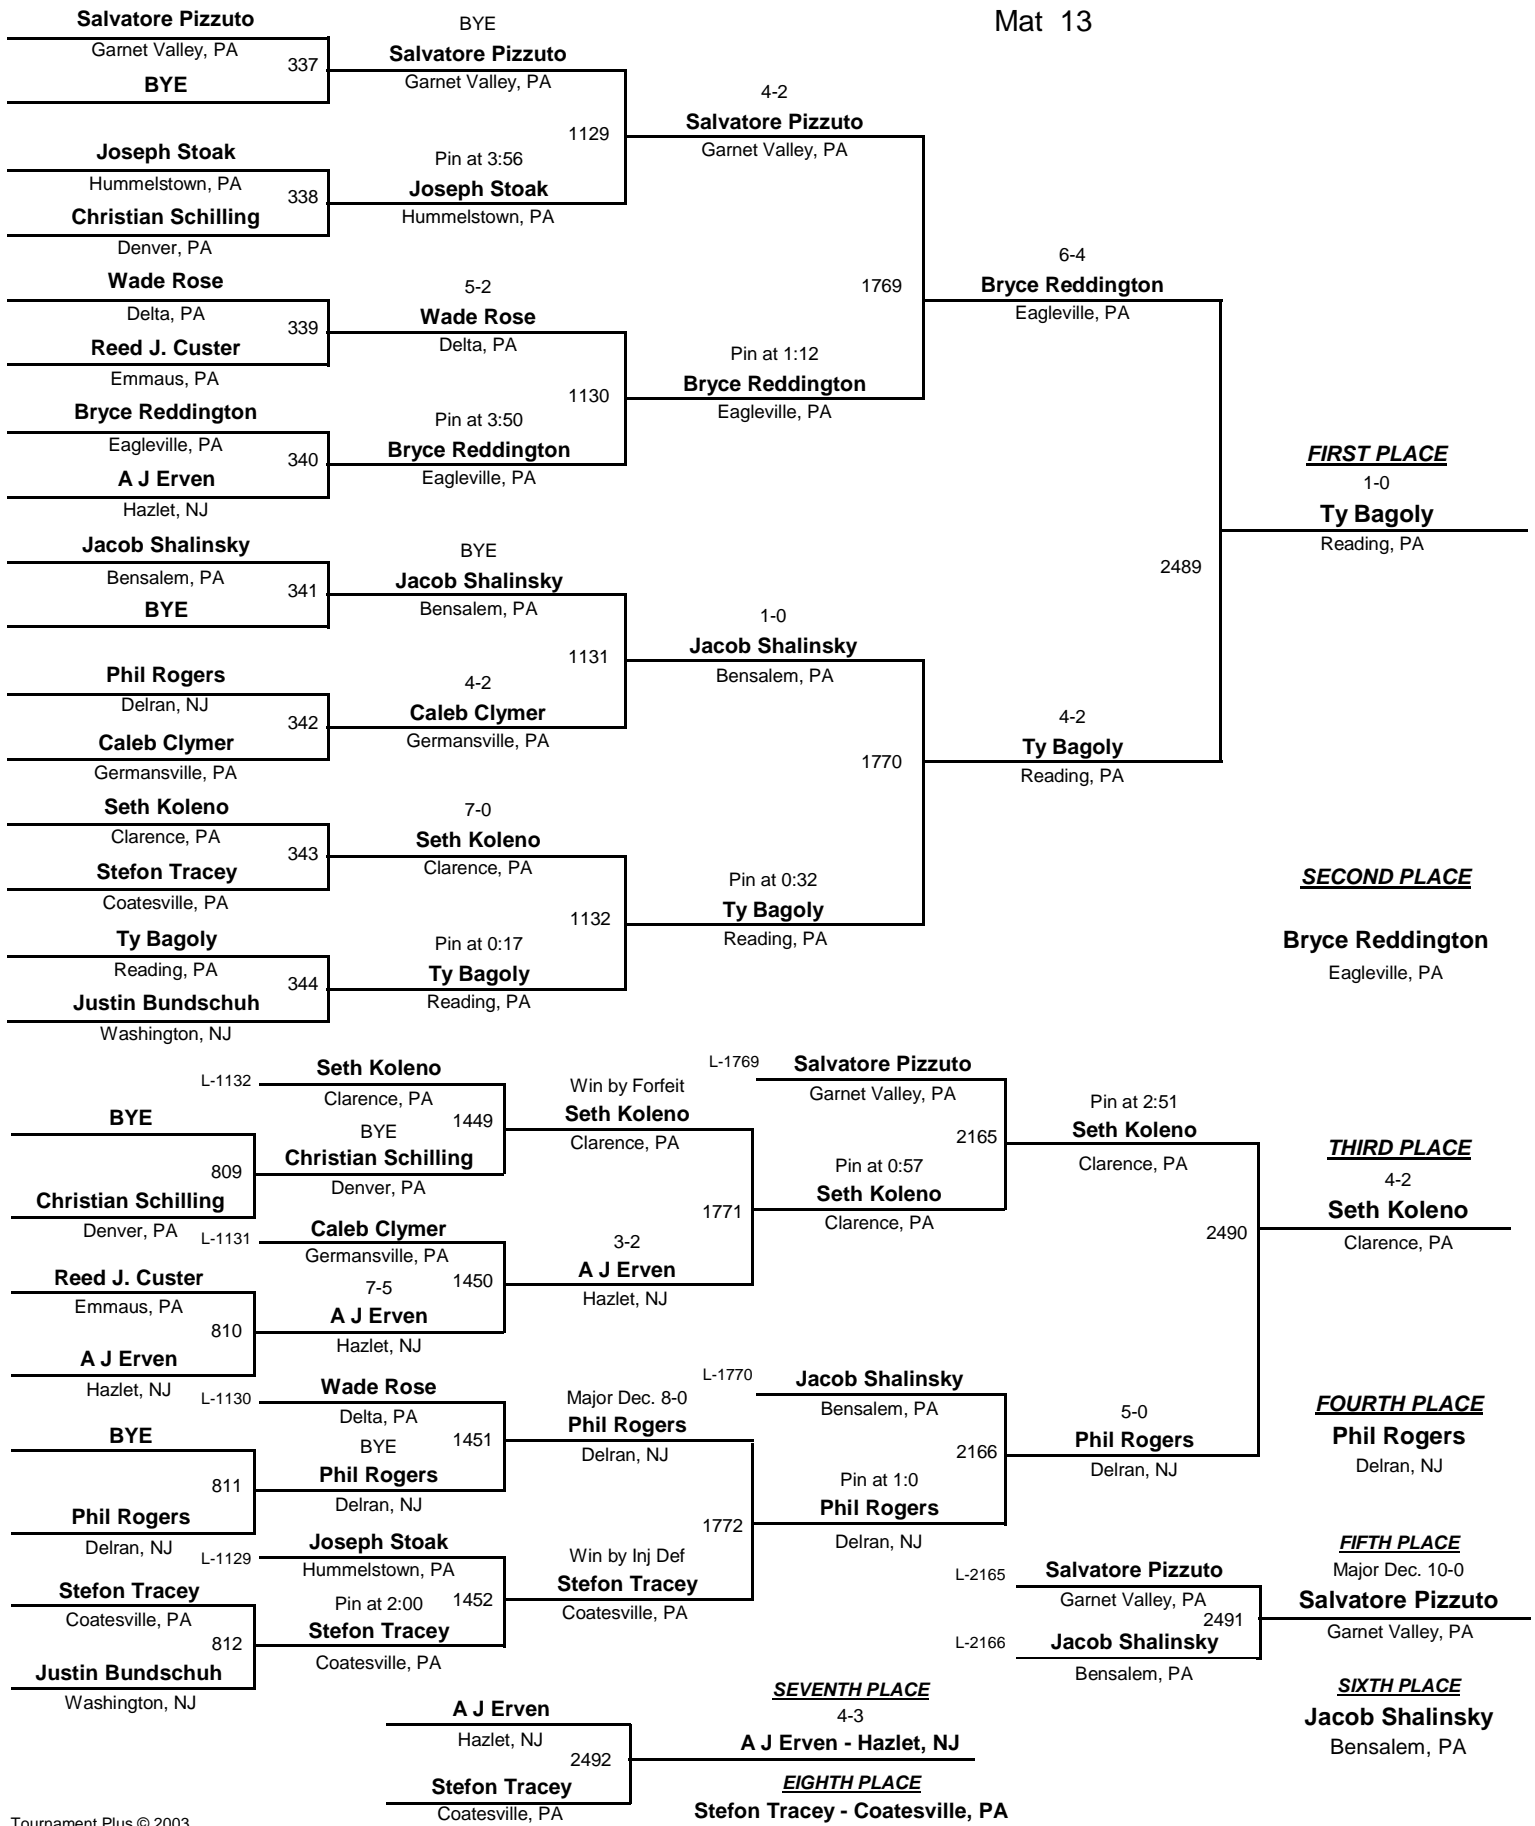 Mat 13
Salvatore Pizzuto
Garnet Valley, PA
337
BYE
Joseph Stoak
Hummelstown, PA
338
Christian Schilling
Denver, PA
Wade Rose
Delta, PA
339
Reed J. Custer
Emmaus, PA
Bryce Reddington
Eagleville, PA
340
A J Erven
Hazlet, NJ
Jacob Shalinsky
Bensalem, PA
341
BYE
Phil Rogers
Delran, NJ
342
Caleb Clymer
Germansville, PA
Seth Koleno
Clarence, PA
343
Stefon Tracey
Coatesville, PA
Ty Bagoly
Reading, PA
344
Justin Bundschuh
Washington, NJ
BYE
Salvatore Pizzuto
Garnet Valley, PA
1129
Pin at 3:56
Joseph Stoak
Hummelstown, PA
5-2
Wade Rose
Delta, PA
1130
Pin at 3:50
Bryce Reddington
Eagleville, PA
BYE
Jacob Shalinsky
Bensalem, PA
1131
4-2
Caleb Clymer
Germansville, PA
7-0
Seth Koleno
Clarence, PA
1132
Pin at 0:17
Ty Bagoly
Reading, PA
4-2
Salvatore Pizzuto
Garnet Valley, PA
1769
Pin at 1:12
Bryce Reddington
Eagleville, PA
1-0
Jacob Shalinsky
Bensalem, PA
1770
Pin at 0:32
Ty Bagoly
Reading, PA
6-4
Bryce Reddington
Eagleville, PA
2489
4-2
Ty Bagoly
Reading, PA
FIRST PLACE
1-0
Ty Bagoly
Reading, PA
SECOND PLACE
Bryce Reddington
Eagleville, PA
BYE
809
Christian Schilling
Denver, PA
Reed J. Custer
Emmaus, PA
810
A J Erven
Hazlet, NJ
BYE
811
Phil Rogers
Delran, NJ
Stefon Tracey
Coatesville, PA
812
Justin Bundschuh
Washington, NJ
L-1132
Seth Koleno
Clarence, PA
1449
BYE
Christian Schilling
Denver, PA
L-1131
Caleb Clymer
Germansville, PA
1450
7-5
A J Erven
Hazlet, NJ
L-1130
Wade Rose
Delta, PA
1451
BYE
Phil Rogers
Delran, NJ
L-1129
Joseph Stoak
Hummelstown, PA
1452
Pin at 2:00
Stefon Tracey
Coatesville, PA
Win by Forfeit
Seth Koleno
Clarence, PA
1771
3-2
A J Erven
Hazlet, NJ
Major Dec. 8-0
Phil Rogers
Delran, NJ
1772
Win by Inj Def
Stefon Tracey
Coatesville, PA
L-1769
Salvatore Pizzuto
Garnet Valley, PA
2165
Pin at 0:57
Seth Koleno
Clarence, PA
L-1770
Jacob Shalinsky
Bensalem, PA
2166
Pin at 1:0
Phil Rogers
Delran, NJ
Pin at 2:51
Seth Koleno
Clarence, PA
2490
5-0
Phil Rogers
Delran, NJ
THIRD PLACE
4-2
Seth Koleno
Clarence, PA
FOURTH PLACE
Phil Rogers
Delran, NJ
L-2165
Salvatore Pizzuto
Garnet Valley, PA
2491
L-2166
Jacob Shalinsky
Bensalem, PA
FIFTH PLACE
Major Dec. 10-0
Salvatore Pizzuto
Garnet Valley, PA
SIXTH PLACE
Jacob Shalinsky
Bensalem, PA
A J Erven
Hazlet, NJ
2492
Stefon Tracey
Coatesville, PA
SEVENTH PLACE
4-3
A J Erven - Hazlet, NJ
EIGHTH PLACE
Stefon Tracey - Coatesville, PA
Tournament Plus © 2003